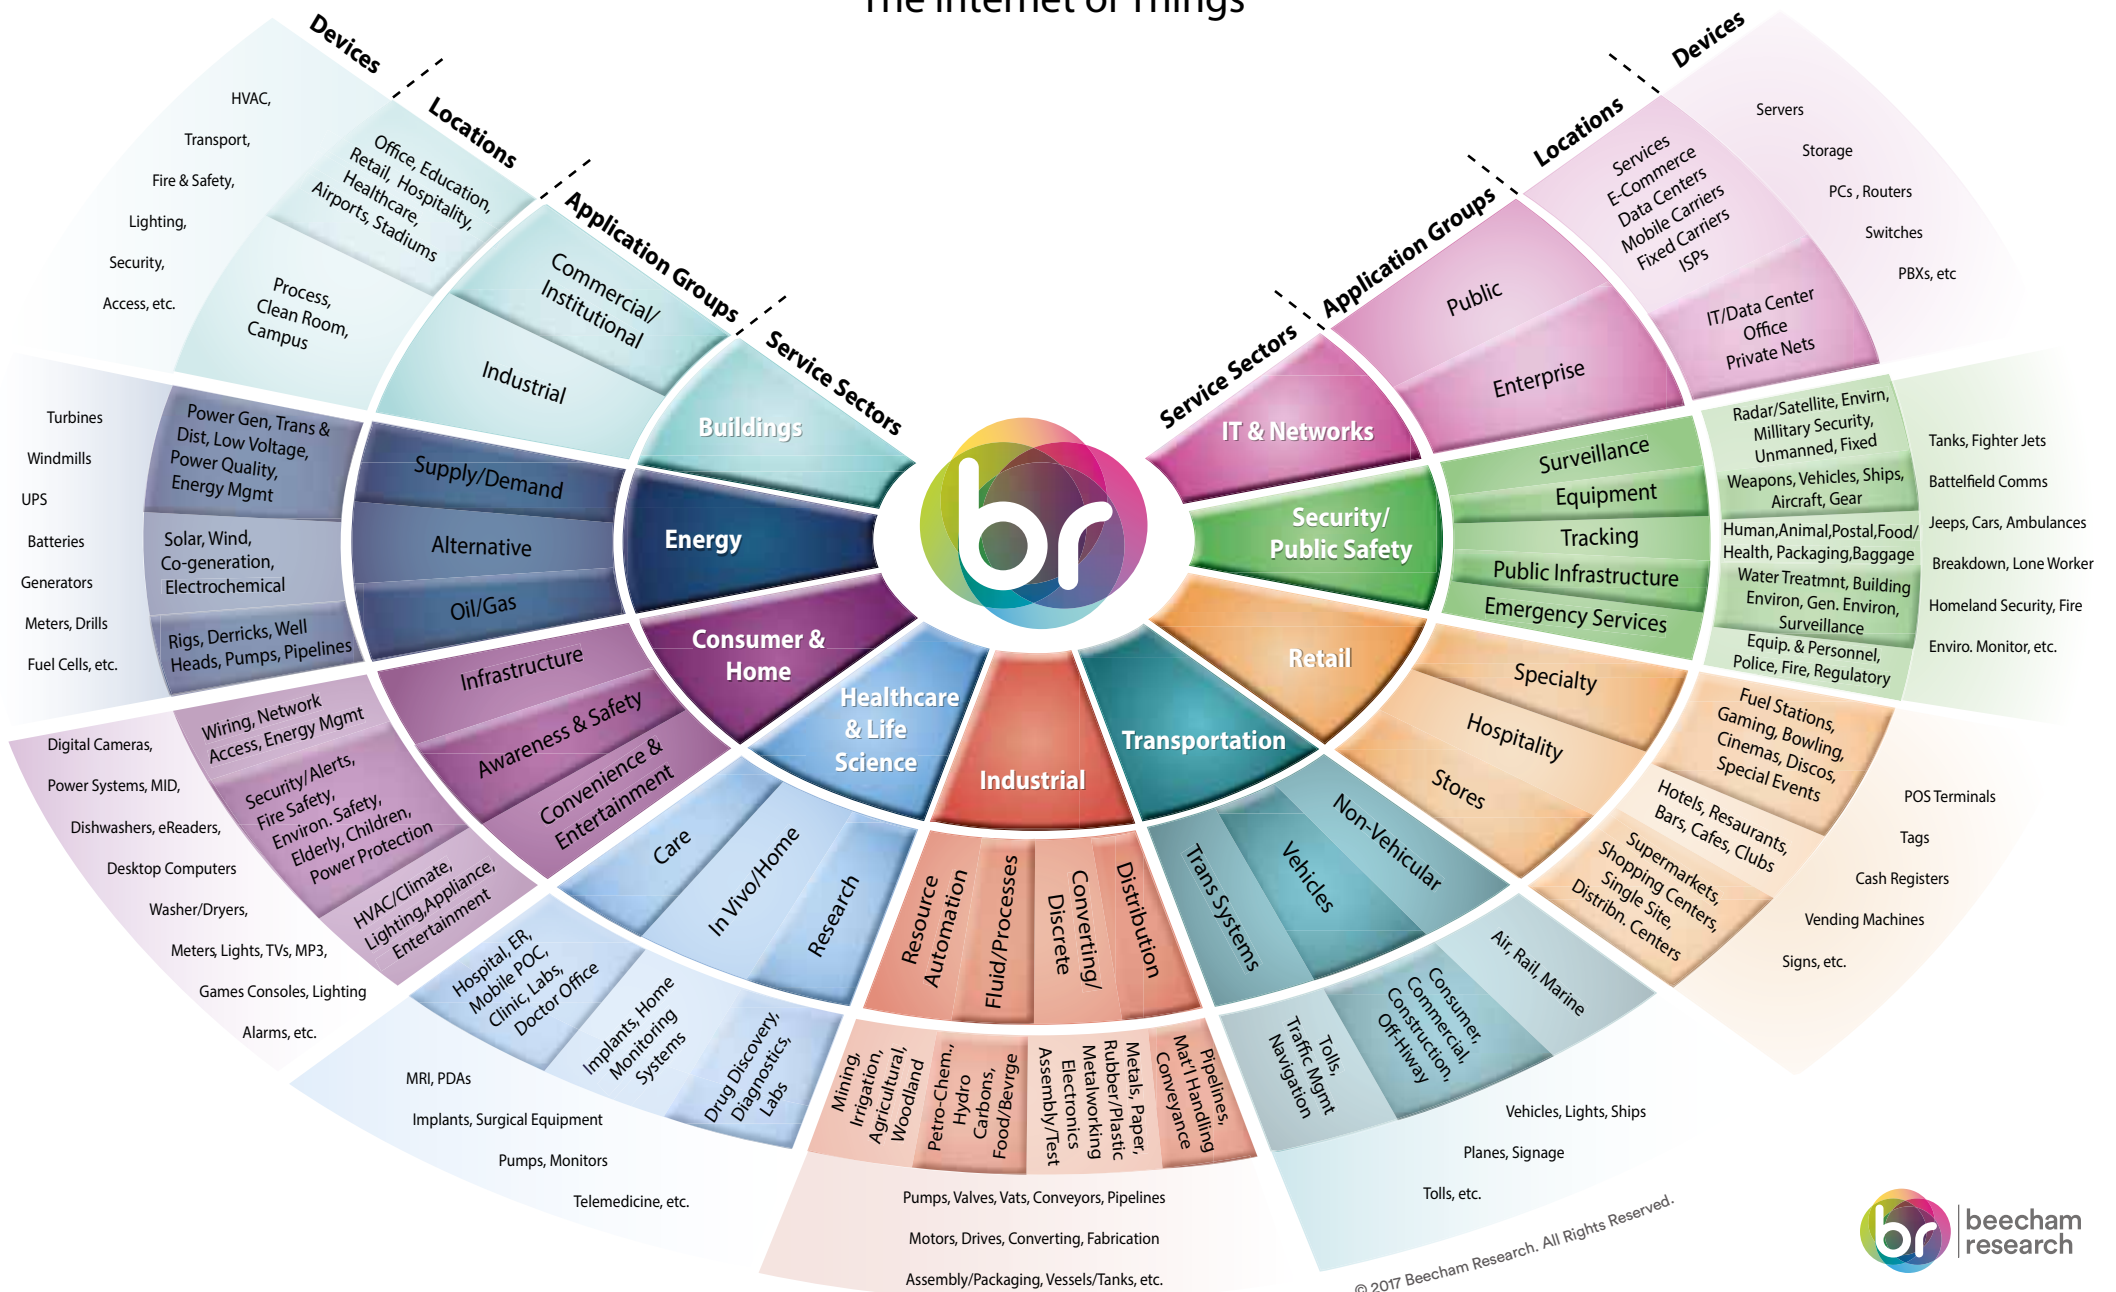 The Internet of Things
Devices
Locations
Application Groups
Service Sectors
Service Sectors
Application Groups
Locations
Devices
HVAC,
Transport,
Fire & Safety,
Lighting,
Security,
Access, etc.
Office, Education,
Retail, Hospitality,
Healthcare,
Airports, Stadiums
Process,
Clean Room,
Campus
Commercial/
Institutional
Industrial
Buildings
Turbines
Windmills
UPS
Batteries
Generators
Meters, Drills
Fuel Cells, etc.
Power Gen, Trans &
Dist, Low Voltage,
Power Quality,
Energy Mgmt
Solar, Wind,
Co-generation,
Electrochemical
Rigs, Derricks, Well
Heads, Pumps, Pipelines
Supply/Demand
Alternative
Oil/Gas
Energy
Digital Cameras,
Power Systems, MID,
Dishwashers, eReaders,
Desktop Computers
Washer/Dryers,
Meters, Lights, TVs, MP3,
Games Consoles, Lighting
Alarms, etc.
Wiring, Network
Access, Energy Mgmt
Security/Alerts,
Fire Safety,
Environ. Safety,
Elderly, Children,
Power Protection
HVAC/Climate,
Lighting,Appliance,
Entertainment
Infrastructure
Awareness & Safety
Convenience &
Entertainment
Consumer &
Home
MRI, PDAs
Implants, Surgical Equipment
Pumps, Monitors
Telemedicine, etc.
Hospital, ER,
Mobile POC,
Clinic, Labs,
Doctor Office
Implants, Home
Monitoring
Systems
Drug Discovery,
Diagnostics,
Labs
Care
In Vivo/Home
Research
Healthcare
& Life
Science
Industrial
Resource
Automation
Fluid/Processes
Converting/
Discrete
Distribution
Mining,
Irrigation,
Agricultural,
Woodland
Petro-Chem.,
Hydro
Carbons,
Food/Bevrge
Metals, Paper,
Rubber/Plastic
Metalworking
Electronics
Assembly/Test
Pipelines,
Mat'l Handling
Conveyance
Pumps, Valves, Vats, Conveyors, Pipelines
Motors, Drives, Converting, Fabrication
Assembly/Packaging, Vessels/Tanks, etc.
Transportation
Trans Systems
Vehicles
Non-Vehicular
Tolls,
Traffic Mgmt
Navigation
Consumer,
Commercial,
Construction,
Off-Hiway
Air, Rail, Marine
Vehicles, Lights, Ships
Planes, Signage
Tolls, etc.
Retail
Specialty
Hospitality
Stores
Fuel Stations,
Gaming, Bowling,
Cinemas, Discos,
Special Events
Hotels, Resaurants,
Bars, Cafes, Clubs
Supermarkets,
Shopping Centers,
Single Site,
Distribn. Centers
POS Terminals
Tags
Cash Registers
Vending Machines
Signs, etc.
Security/
Public Safety
Surveillance
Equipment
Tracking
Public Infrastructure
Emergency Services
Radar/Satellite, Envirn,
Millitary Security,
Unmanned, Fixed
Weapons, Vehicles, Ships,
Aircraft, Gear
Human,Animal,Postal,Food/
Health, Packaging,Baggage
Water Treatmnt, Building
Environ, Gen. Environ,
Surveillance
Equip. & Personnel,
Police, Fire, Regulatory
Tanks, Fighter Jets
Battelfield Comms
Jeeps, Cars, Ambulances
Breakdown, Lone Worker
Homeland Security, Fire
Enviro. Monitor, etc.
IT & Networks
Public
Enterprise
Services
E-Commerce
Data Centers
Mobile Carriers
Fixed Carriers
ISPs
IT/Data Center
Office
Private Nets
Servers
Storage
PCs , Routers
Switches
PBXs, etc
br
© 2017 Beecham Research. All Rights Reserved.
br
beecham
research